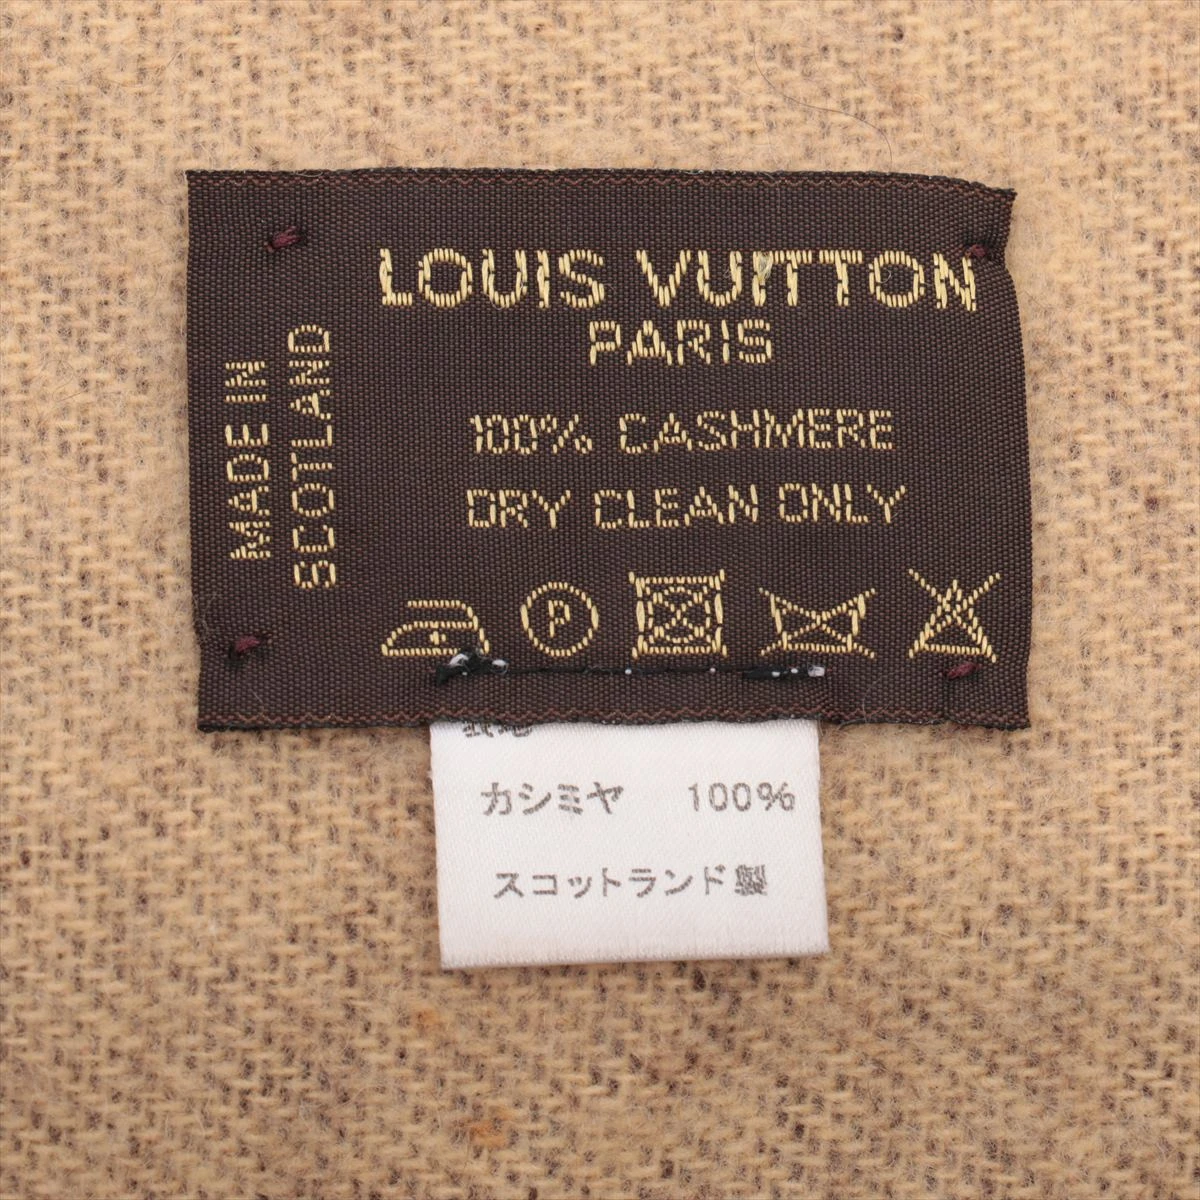 LOUIS VUITTON
PARIS
100% CASHMERE
DRY CLEAN ONLY
MADE IN
SCOTLAND
P
カシミヤ 100%
スコットランド製